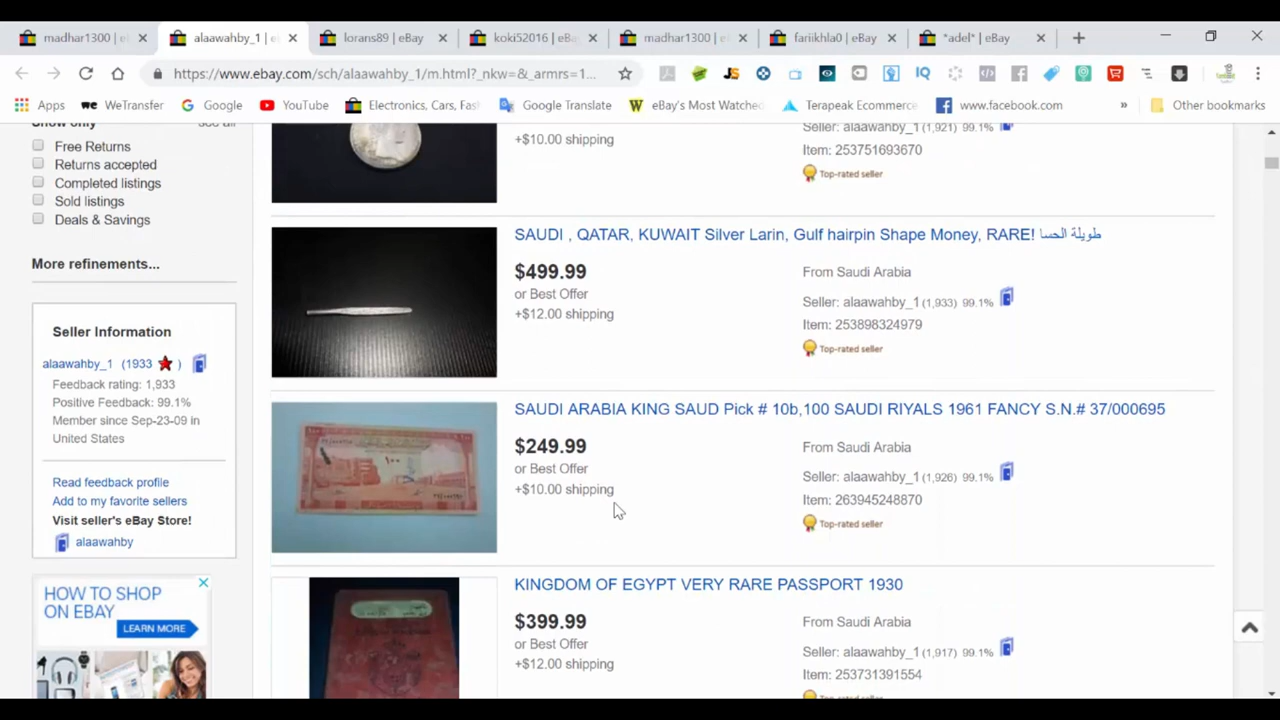 madhar1300 | e
alaawahby_1 | e
lorans89 | eBay
koki52016 | eBa
madhar1300 | e
fariikhla0 | eBay
*adel* | eBay
https://www.ebay.com/sch/alaawahby_1/m.html?_nkw=&_armrs=1...
Apps
WeTransfer
Google
YouTube
Electronics, Cars, Fas
Google Translate
eBay's Most Watched
Terapeak Ecommerce
www.facebook.com
»
Other bookmarks
Show only
see all
Free Returns
Returns accepted
Completed listings
Sold listings
Deals & Savings
More refinements...
Seller Information
alaawahby_1 (1933 )
Feedback rating: 1,933
Positive Feedback: 99.1%
Member since Sep-23-09 in
United States
Read feedback profile
Add to my favorite sellers
Visit seller's eBay Store!
alaawahby
HOW TO SHOP
ON EBAY
LEARN MORE
+$10.00 shipping
Seller: alaawahby_1 (1,921) 99.1%
Item: 253751693670
Top-rated seller
SAUDI , QATAR, KUWAIT Silver Larin, Gulf hairpin Shape Money, RARE! طويلة الحسا
$499.99
or Best Offer
+$12.00 shipping
From Saudi Arabia
Seller: alaawahby_1 (1,933) 99.1%
Item: 253898324979
Top-rated seller
SAUDI ARABIA KING SAUD Pick # 10b,100 SAUDI RIYALS 1961 FANCY S.N.# 37/000695
$249.99
or Best Offer
+$10.00 shipping
From Saudi Arabia
Seller: alaawahby_1 (1,926) 99.1%
Item: 263945248870
Top-rated seller
KINGDOM OF EGYPT VERY RARE PASSPORT 1930
$399.99
or Best Offer
+$12.00 shipping
From Saudi Arabia
Seller: alaawahby_1 (1,917) 99.1%
Item: 253731391554